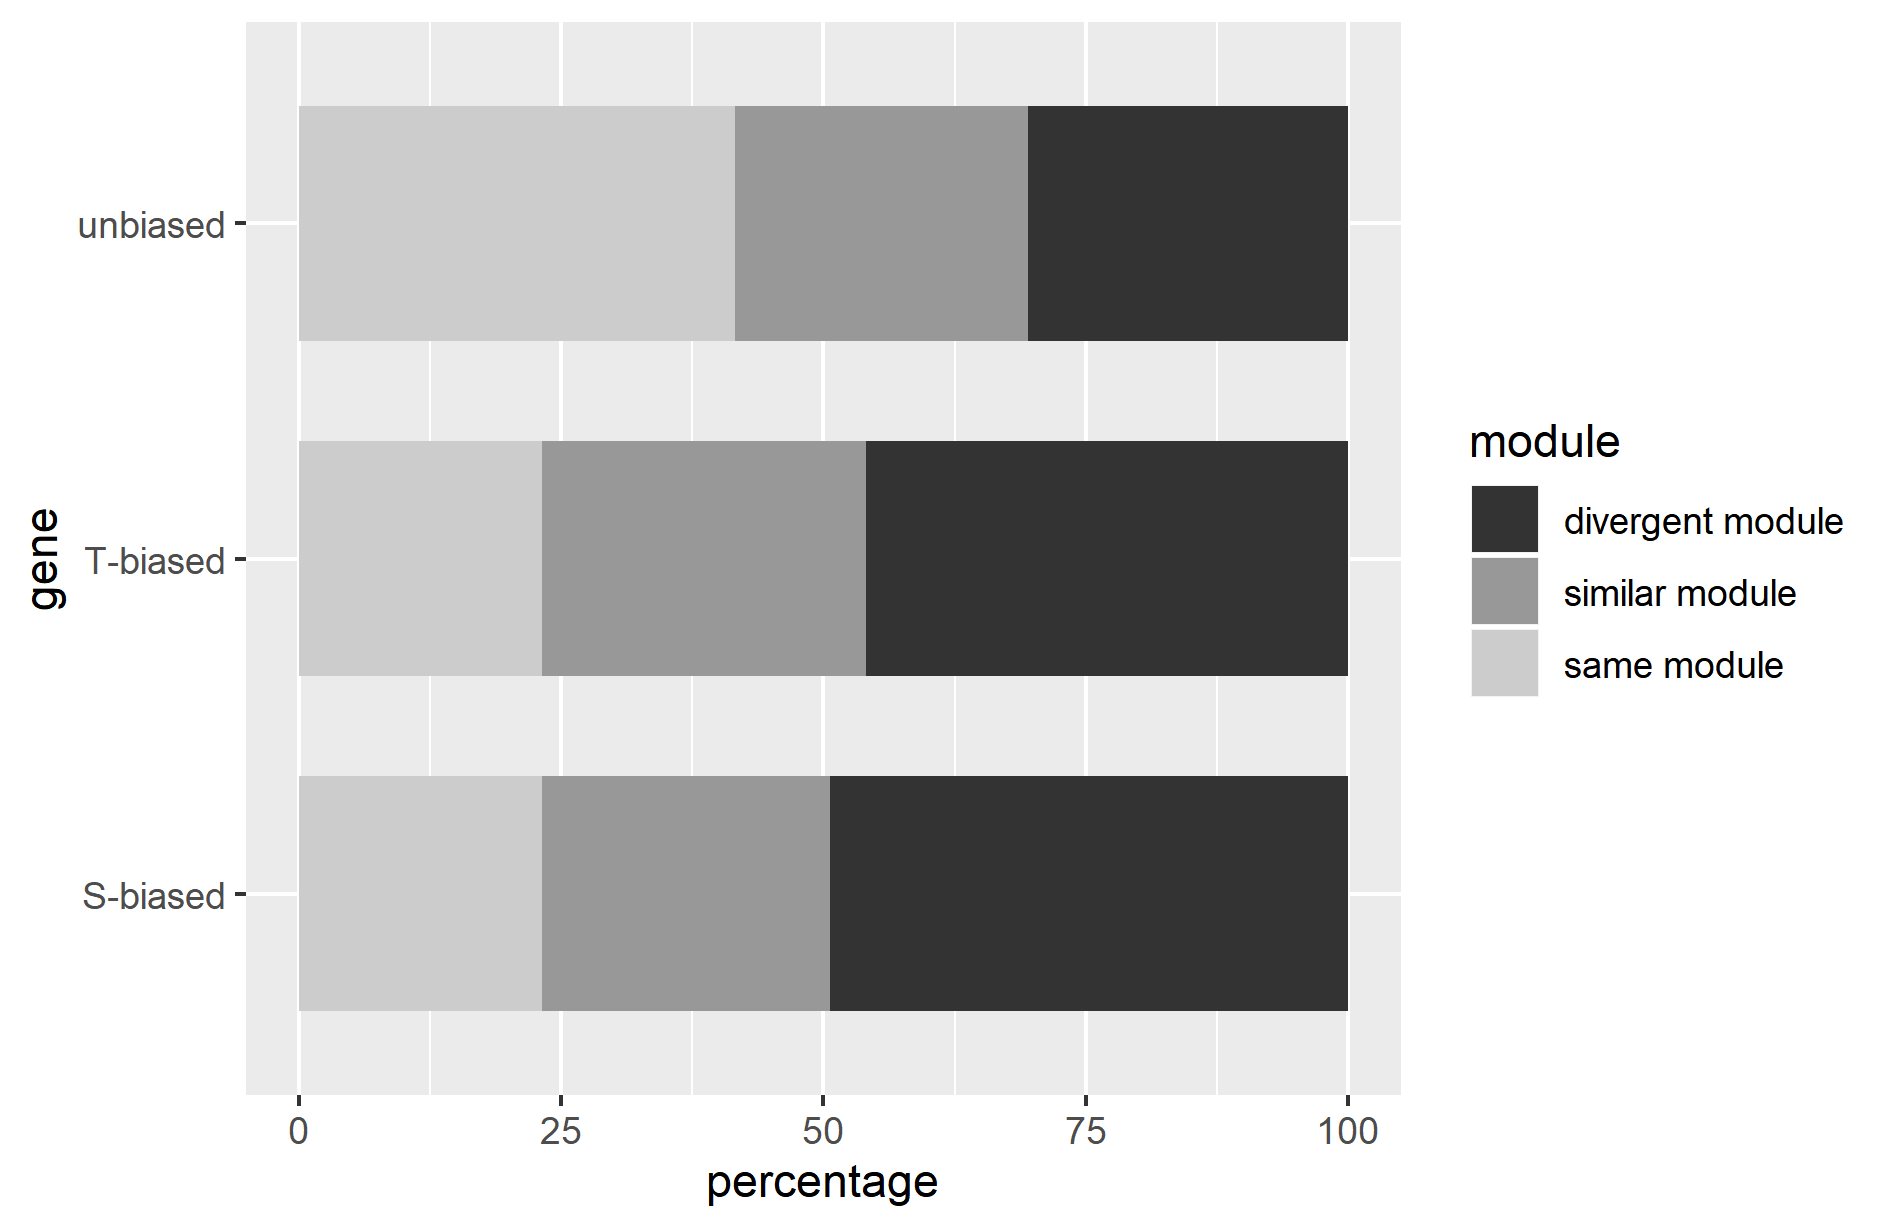 unbiased
T-biased
S-biased
gene
0 25 50 75 100
percentage
module
divergent module
similar module
same module